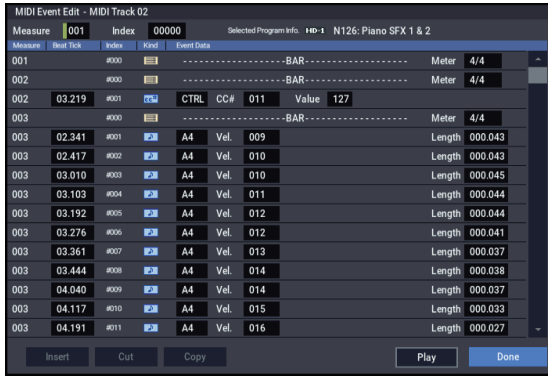 MIDI Event Edit - MIDI Track 02
Measure 001 Index 00000 Selected Program Info. HD-1 N126: Piano SFX 1 & 2
Measure Beat Tick Index Kind Event Data
001 #000 ------------------BAR------------------ Meter 4/4
002 #000 ------------------BAR------------------ Meter 4/4
002 03.219 #001 cc CTRL CC# 011 Value 127
003 #000 ------------------BAR------------------ Meter 4/4
003 02.341 #001 A4 Vel. 009 Length 000.043
003 02.417 #002 A4 Vel. 010 Length 000.043
003 03.010 #003 A4 Vel. 010 Length 000.045
003 03.103 #004 A4 Vel. 011 Length 000.044
003 03.192 #005 A4 Vel. 012 Length 000.044
003 03.276 #006 A4 Vel. 012 Length 000.041
003 03.361 #007 A4 Vel. 013 Length 000.037
003 03.444 #008 A4 Vel. 014 Length 000.038
003 04.040 #009 A4 Vel. 014 Length 000.037
003 04.117 #010 A4 Vel. 015 Length 000.033
003 04.191 #011 A4 Vel. 016 Length 000.027
Insert Cut Copy Play Done